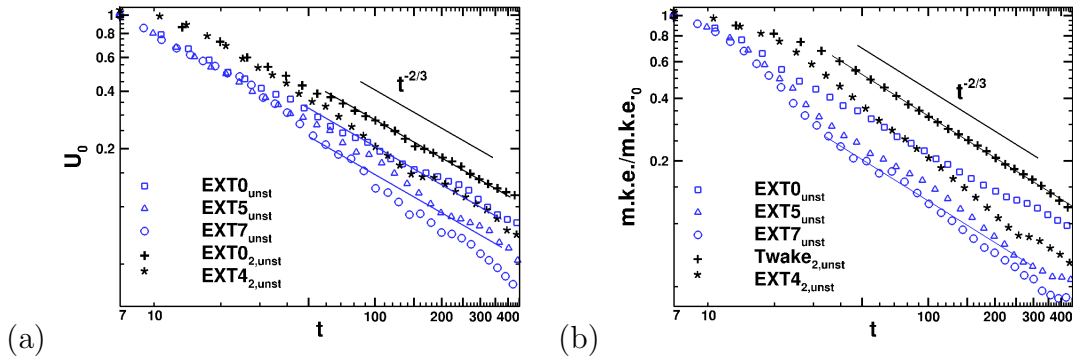 1
0.8
0.6
0.4
0.2
U0
t-2/3
EXT0unst
EXT5unst
EXT7unst
EXT02,unst
EXT42,unst
7 10 100 200 300 400
t
(a)
1
0.8
0.6
0.4
0.2
m.k.e./m.k.e.0
t-2/3
EXT0unst
EXT5unst
EXT7unst
Twake2,unst
EXT42,unst
7 10 100 200 300 400
t
(b)